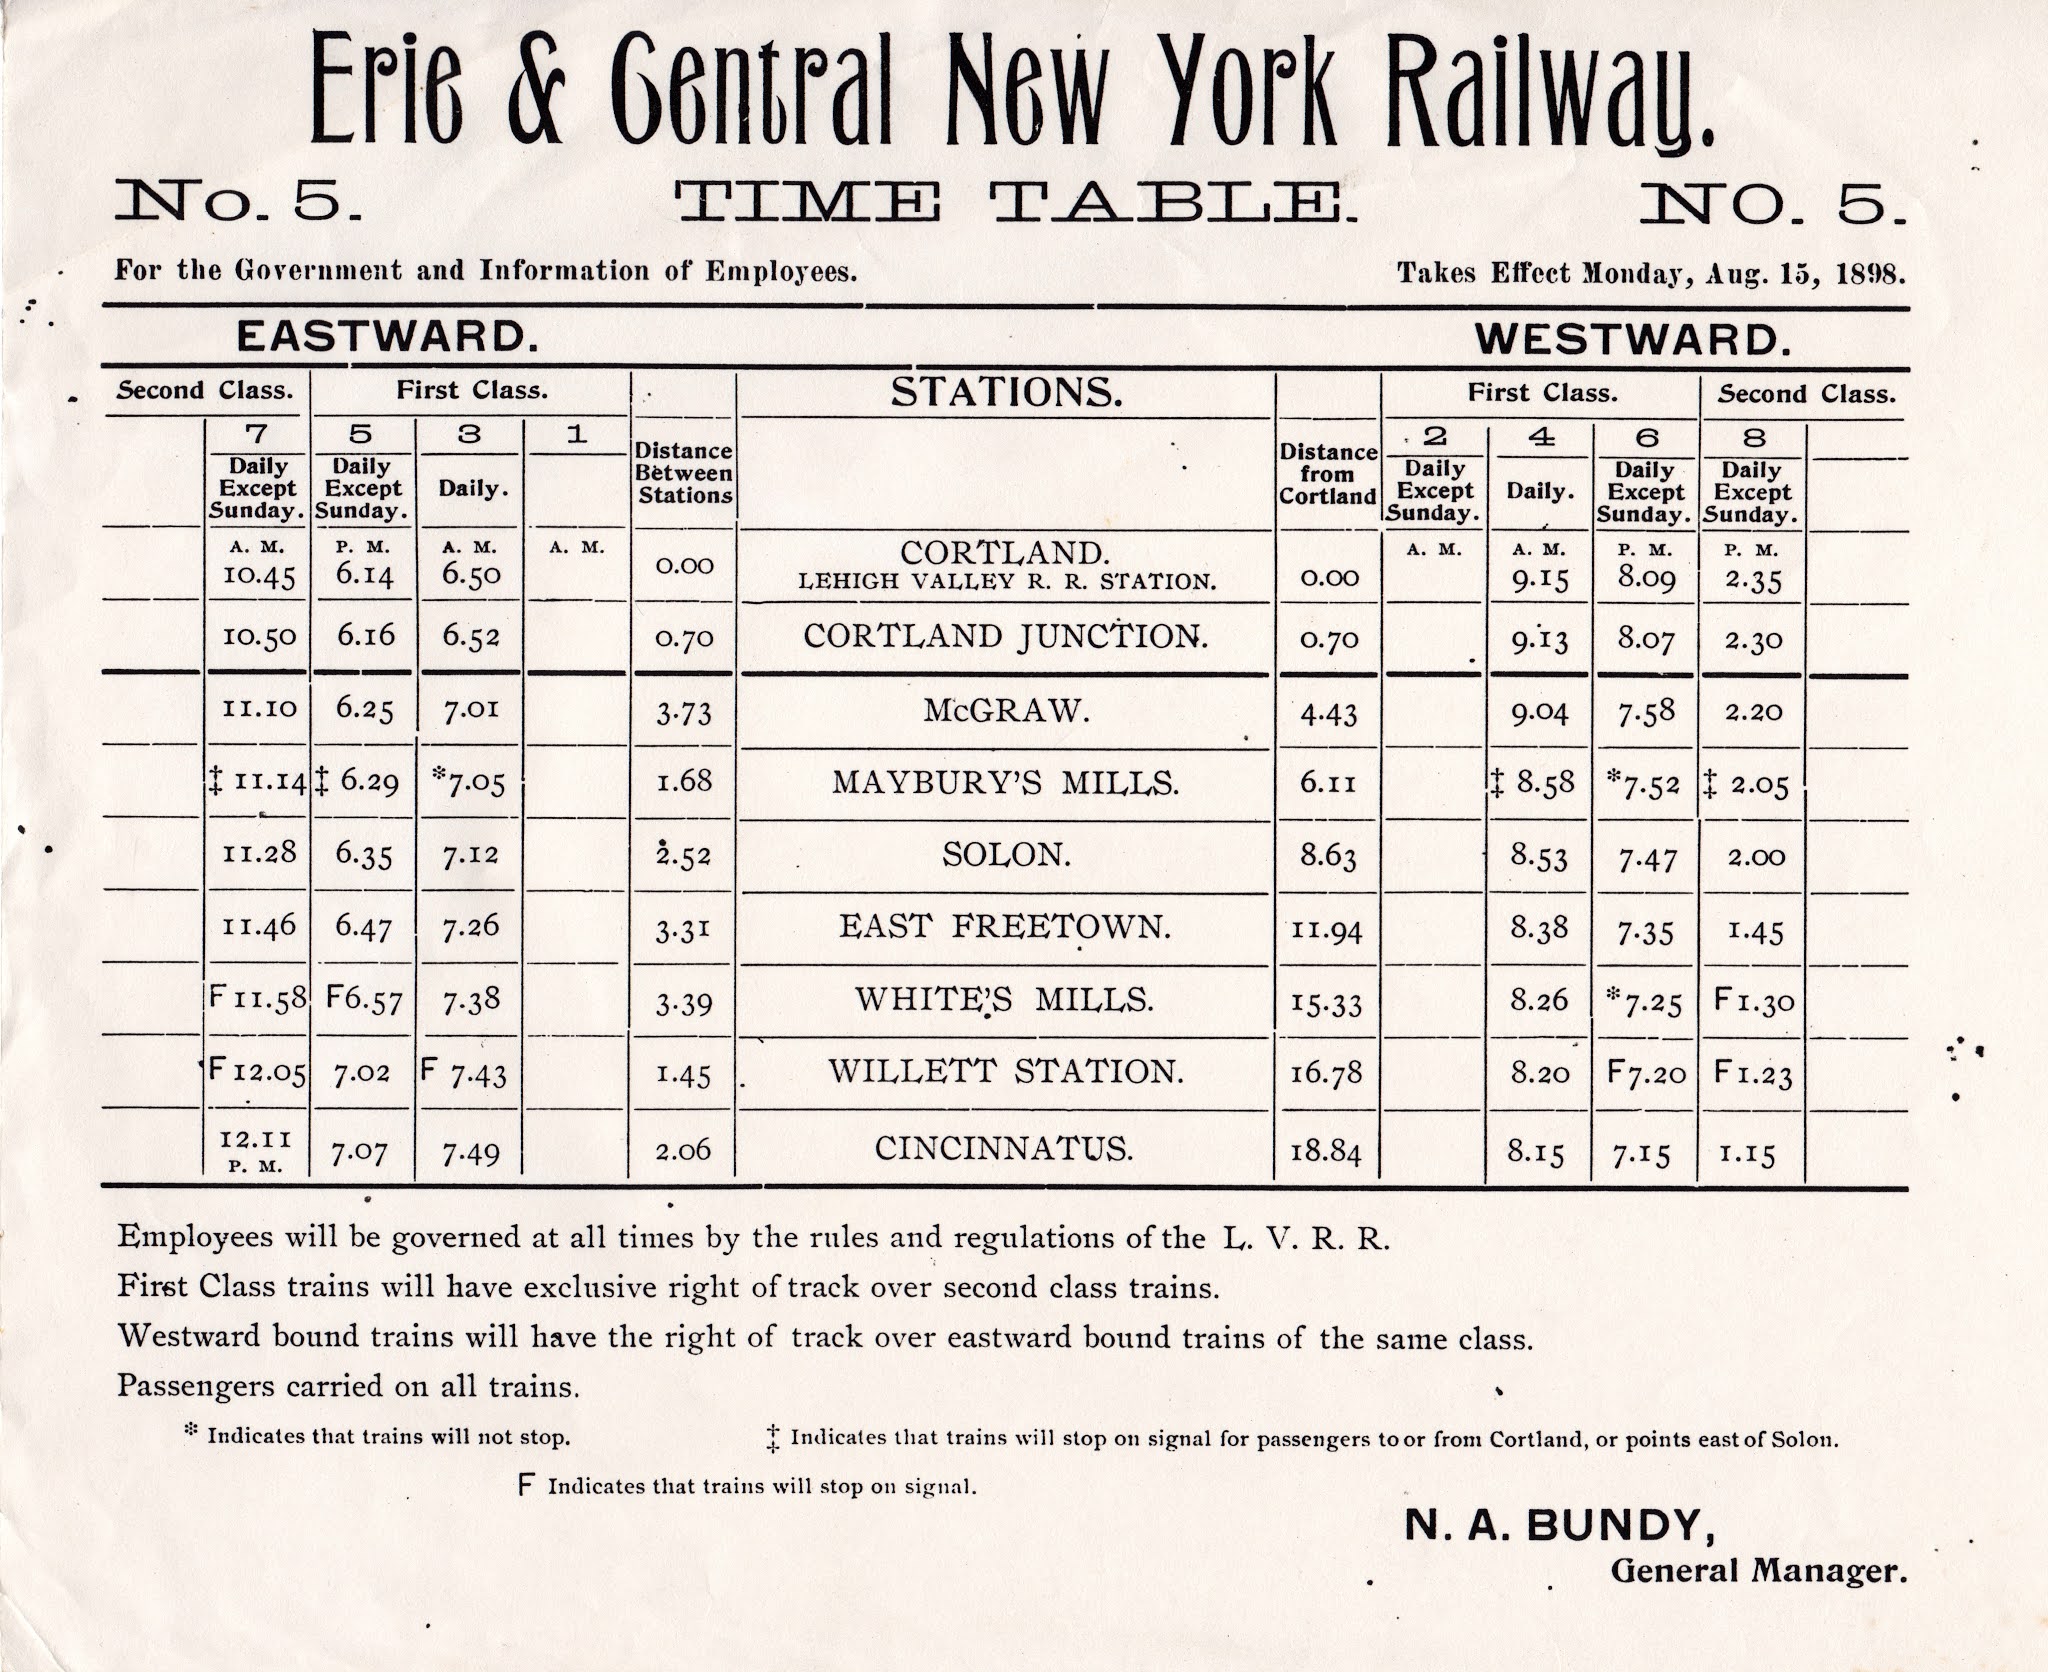 Erie & Central New York Railway.
No. 5. TIME TABLE. NO. 5.
For the Government and Information of Employees. Takes Effect Monday, Aug. 15, 1898.
EASTWARD. WESTWARD.
Second Class. First Class. STATIONS. First Class. Second Class.
7 5 3 1 Distance Between Stations Distance from Cortland 2 4 6 8
Daily Except Sunday. Daily Except Sunday. Daily. Daily Except Sunday. Daily. Daily Except Sunday. Daily Except Sunday.
A. M. P. M. A. M. A. M. CORTLAND. A. M. A. M. P. M. P. M.
10.45 6.14 6.50 0.00 LEHIGH VALLEY R. R. STATION. 0.00 9.15 8.09 2.35
10.50 6.16 6.52 0.70 CORTLAND JUNCTION. 0.70 9.13 8.07 2.30
11.10 6.25 7.01 3.73 McGRAW. 4.43 9.04 7.58 2.20
‡ 11.14 ‡ 6.29 *7.05 1.68 MAYBURY'S MILLS. 6.11 ‡ 8.58 *7.52 ‡ 2.05
11.28 6.35 7.12 2.52 SOLON. 8.63 8.53 7.47 2.00
11.46 6.47 7.26 3.31 EAST FREETOWN. 11.94 8.38 7.35 1.45
F 11.58 F6.57 7.38 3.39 WHITE'S MILLS. 15.33 8.26 *7.25 F1.30
F 12.05 7.02 F 7.43 1.45 WILLETT STATION. 16.78 8.20 F7.20 F1.23
12.11 7.07 7.49 2.06 CINCINNATUS. 18.84 8.15 7.15 1.15
P. M.
Employees will be governed at all times by the rules and regulations of the L. V. R. R.
First Class trains will have exclusive right of track over second class trains.
Westward bound trains will have the right of track over eastward bound trains of the same class.
Passengers carried on all trains.
* Indicates that trains will not stop. ‡ Indicates that trains will stop on signal for passengers to or from Cortland, or points east of Solon.
F Indicates that trains will stop on signal.
N. A. BUNDY,
General Manager.